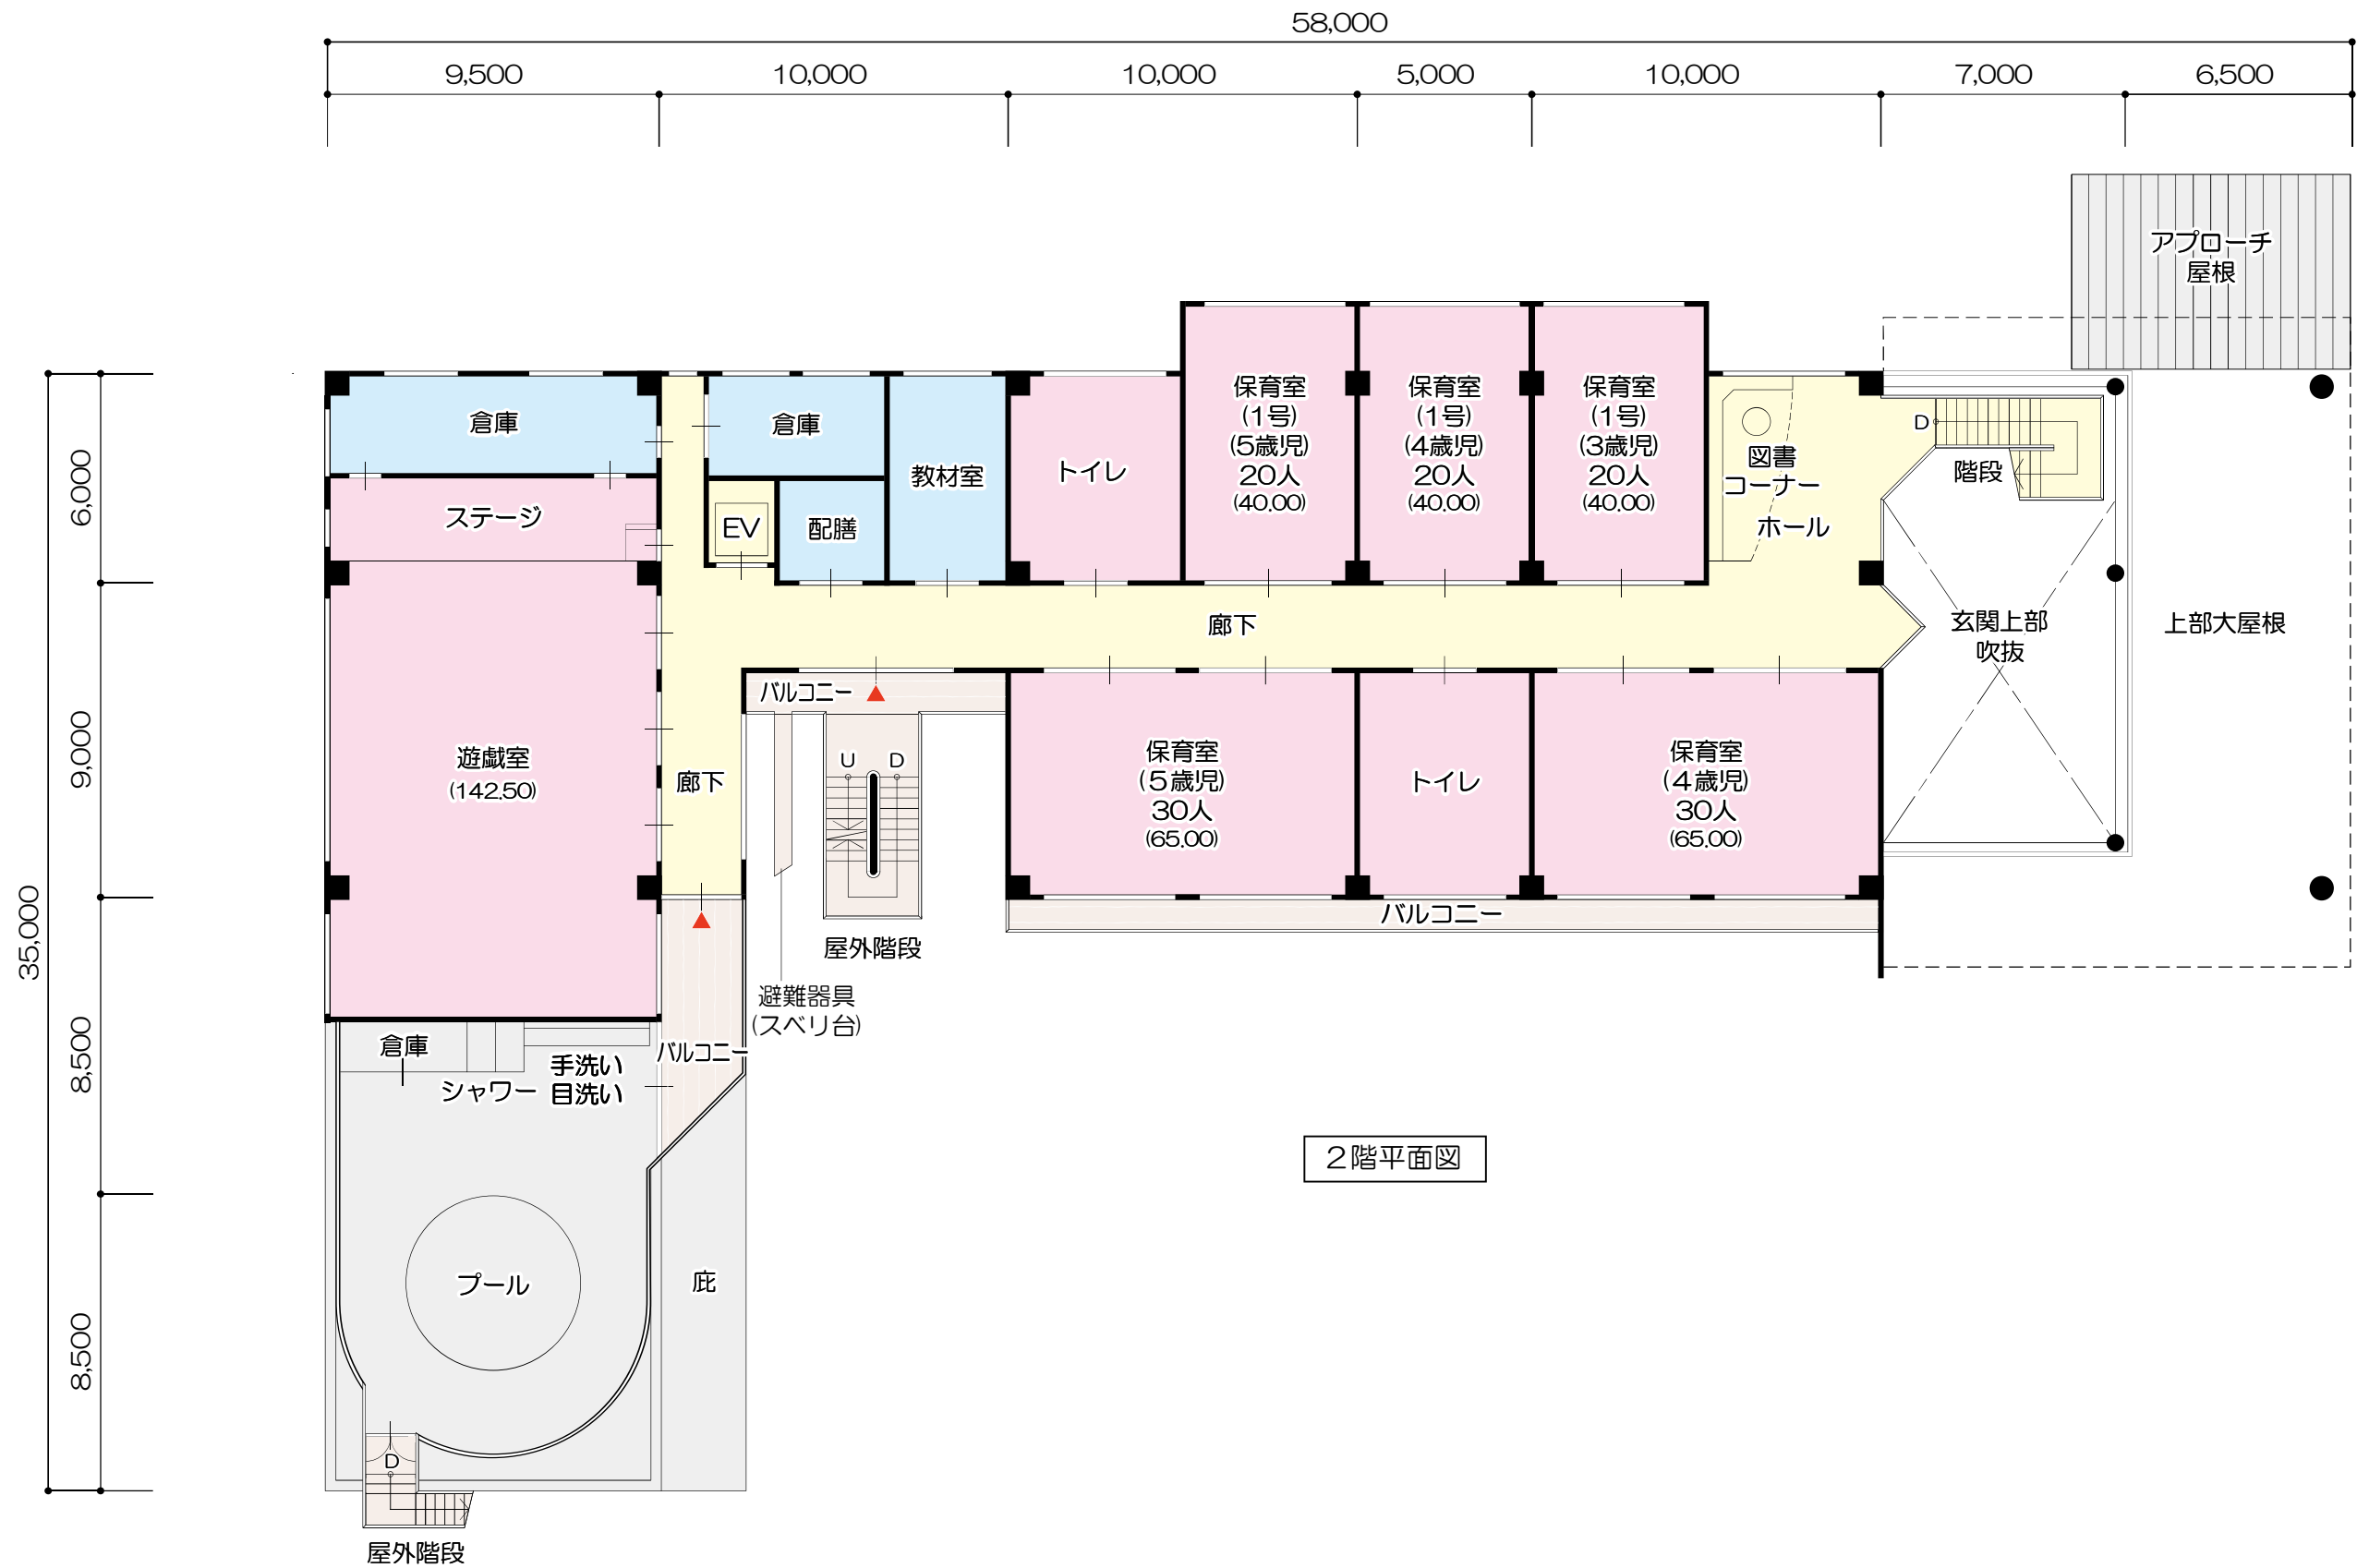 58,000
9,500
10,000
10,000
5,000
10,000
7,000
6,500
アプローチ
屋根
35,000
6,000
9,000
8,500
8,500
倉庫
倉庫
教材室
トイレ
保育室
(1号)
(5歳児)
20人
(40.00)
保育室
(1号)
(4歳児)
20人
(40.00)
保育室
(1号)
(3歳児)
20人
(40.00)
図書
コーナー
ホール
D
階段
ステージ
EV
配膳
廊下
玄関上部
吹抜
上部大屋根
遊戯室
(142.50)
廊下
バルコニー
U
D
屋外階段
避難器具
(スベリ台)
保育室
(5歳児)
30人
(65.00)
トイレ
保育室
(4歳児)
30人
(65.00)
バルコニー
倉庫
シャワー
手洗い
目洗い
バルコニー
プール
庇
D
屋外階段
2階平面図